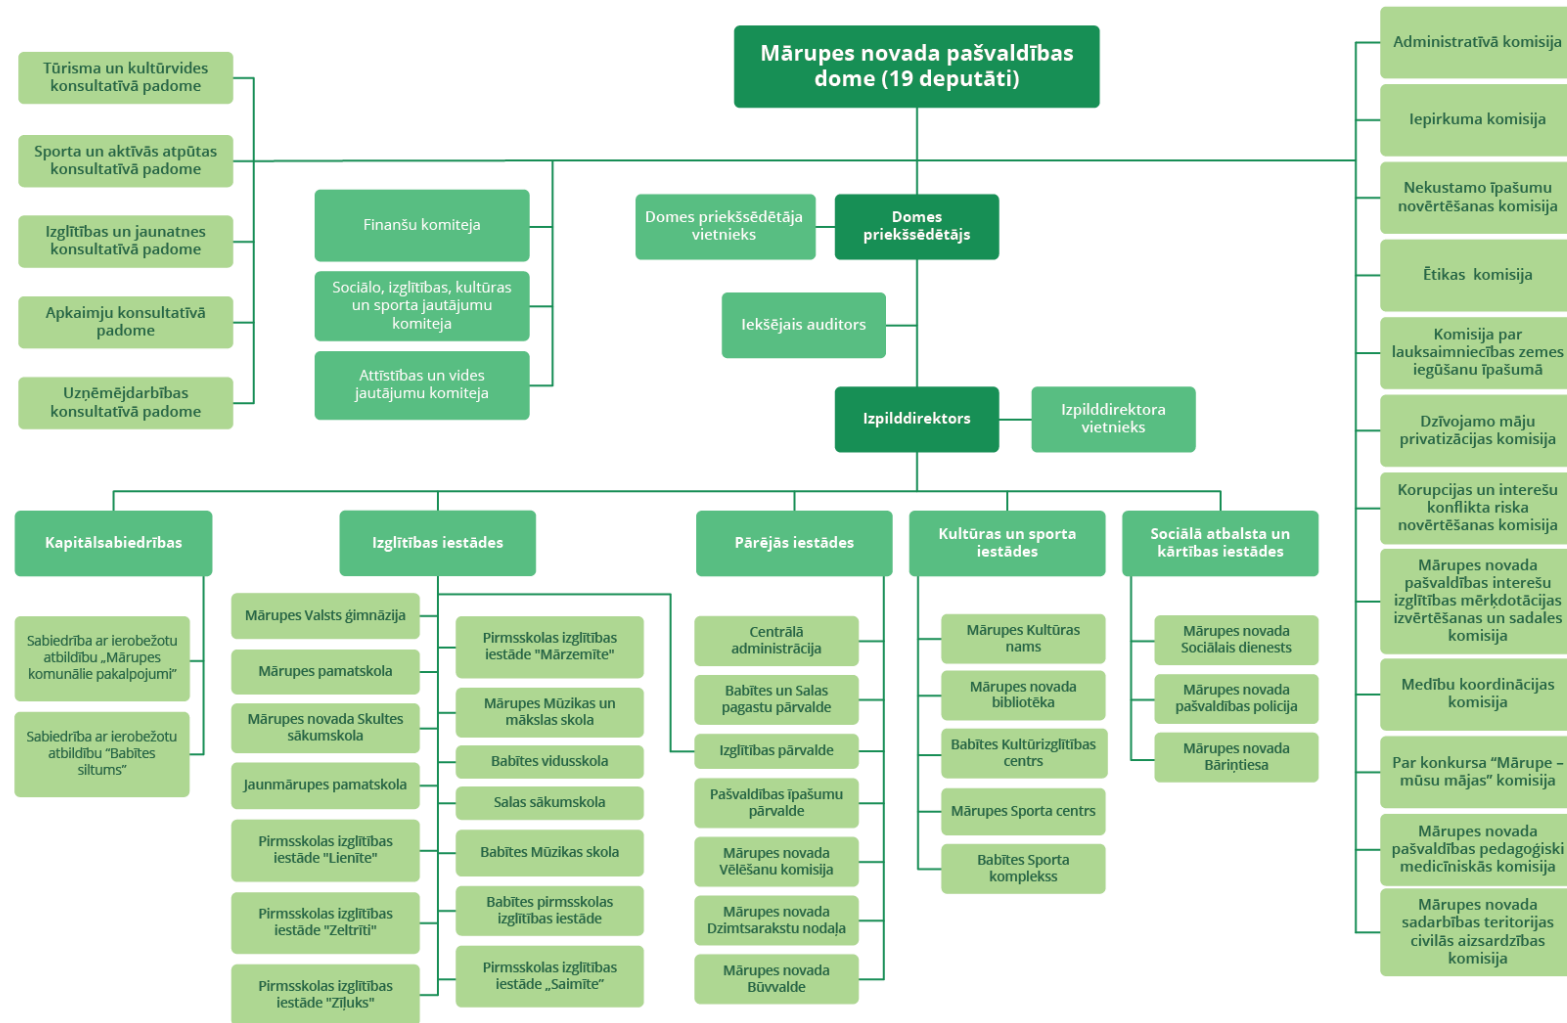 Mārupes novada pašvaldības
dome (19 deputāti)
Tūrisma un kultūrvides
konsultatīvā padome
Sporta un aktīvās atpūtas
konsultatīvā padome
Izglītības un jaunatnes
konsultatīvā padome
Apkaimju konsultatīvā
padome
Uzņēmējdarbības
konsultatīvā padome
Finanšu komiteja
Sociālo, izglītības, kultūras
un sporta jautājumu
komiteja
Attīstības un vides
jautājumu komiteja
Domes priekšsēdētāja
vietnieks
Domes
priekšsēdētājs
Iekšējais auditors
Izpilddirektors
Izpilddirektora
vietnieks
Administratīvā komisija
Iepirkuma komisija
Nekustamo īpašumu
novērtēšanas komisija
Ētikas komisija
Komisija par
lauksaimniecības zemes
iegūšanu īpašumā
Dzīvojamo māju
privatizācijas komisija
Korupcijas un interešu
konflikta riska
novērtēšanas komisija
Mārupes novada
pašvaldības interešu
izglītības mērķdotācijas
izvērtēšanas un sadales
komisija
Medību koordinācijas
komisija
Par konkursa “Mārupe –
mūsu mājas” komisija
Mārupes novada
pašvaldības pedagoģiski
medicīniskās komisija
Mārupes novada
sadarbības teritorijas
civilās aizsardzības
komisija
Kapitālsabiedrības
Sabiedrība ar ierobežotu
atbildību „Mārupes
komunālie pakalpojumi”
Sabiedrība ar ierobežotu
atbildību “Babītes
siltums”
Izglītības iestādes
Mārupes Valsts ģimnāzija
Mārupes pamatskola
Mārupes novada Skultes
sākumskola
Jaunmārupes pamatskola
Pirmsskolas izglītības
iestāde "Lienīte"
Pirmsskolas izglītības
iestāde "Zeltrīti"
Pirmsskolas izglītības
iestāde "Zīļuks"
Pirmsskolas izglītības
iestāde "Mārzemīte"
Mārupes Mūzikas un
mākslas skola
Babītes vidusskola
Salas sākumskola
Babītes Mūzikas skola
Babītes pirmsskolas
izglītības iestāde
Pirmsskolas izglītības
iestāde „Saimīte”
Pārējās iestādes
Centrālā
administrācija
Babītes un Salas
pagastu pārvalde
Izglītības pārvalde
Pašvaldības īpašumu
pārvalde
Mārupes novada
Vēlēšanu komisija
Mārupes novada
Dzimtsarakstu nodaļa
Mārupes novada
Būvvalde
Kultūras un sporta
iestādes
Mārupes Kultūras
nams
Mārupes novada
bibliotēka
Babītes Kultūrizglītības
centrs
Mārupes Sporta centrs
Babītes Sporta
komplekss
Sociālā atbalsta un
kārtības iestādes
Mārupes novada
Sociālais dienests
Mārupes novada
pašvaldības policija
Mārupes novada
Bāriņtiesa